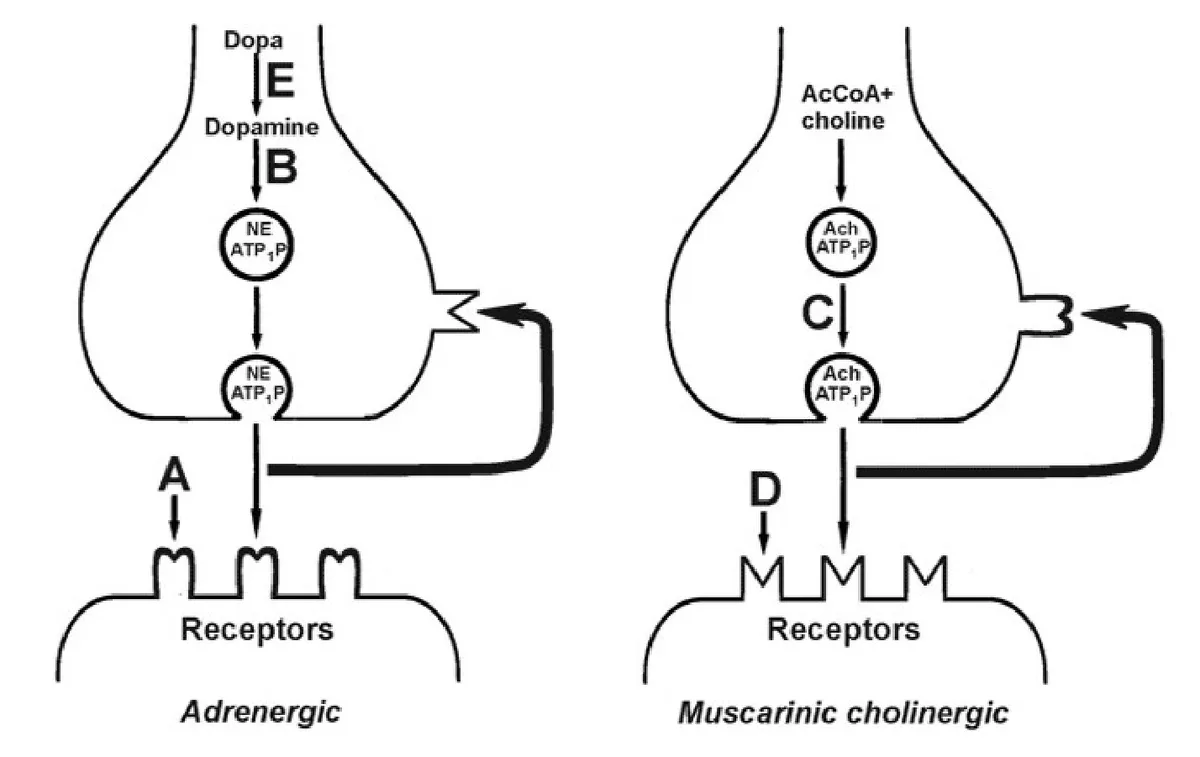 Dopa
E
Dopamine
B
NE
ATP₁P
NE
ATP₁P
A
Receptors
Adrenergic
AcCoA+
choline
Ach
ATP₁P
C
Ach
ATP₁P
D
Receptors
Muscarinic cholinergic